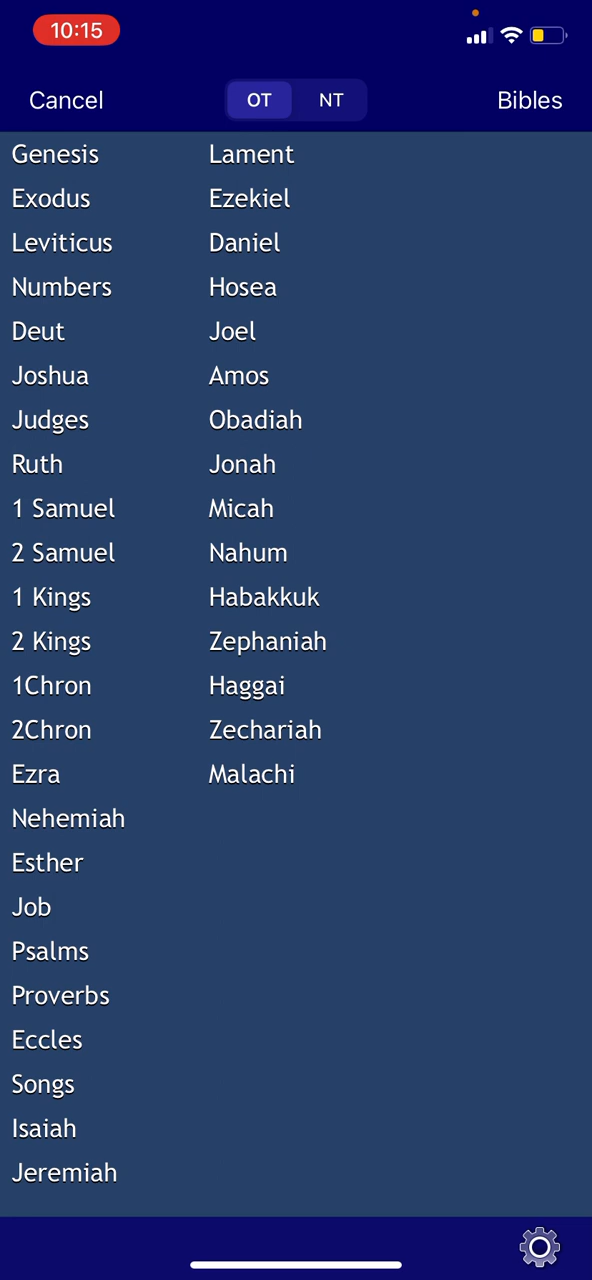 10:15
Cancel
OT NT
Bibles
Genesis
Exodus
Leviticus
Numbers
Deut
Joshua
Judges
Ruth
1 Samuel
2 Samuel
1 Kings
2 Kings
1Chron
2Chron
Ezra
Nehemiah
Esther
Job
Psalms
Proverbs
Eccles
Songs
Isaiah
Jeremiah
Lament
Ezekiel
Daniel
Hosea
Joel
Amos
Obadiah
Jonah
Micah
Nahum
Habakkuk
Zephaniah
Haggai
Zechariah
Malachi